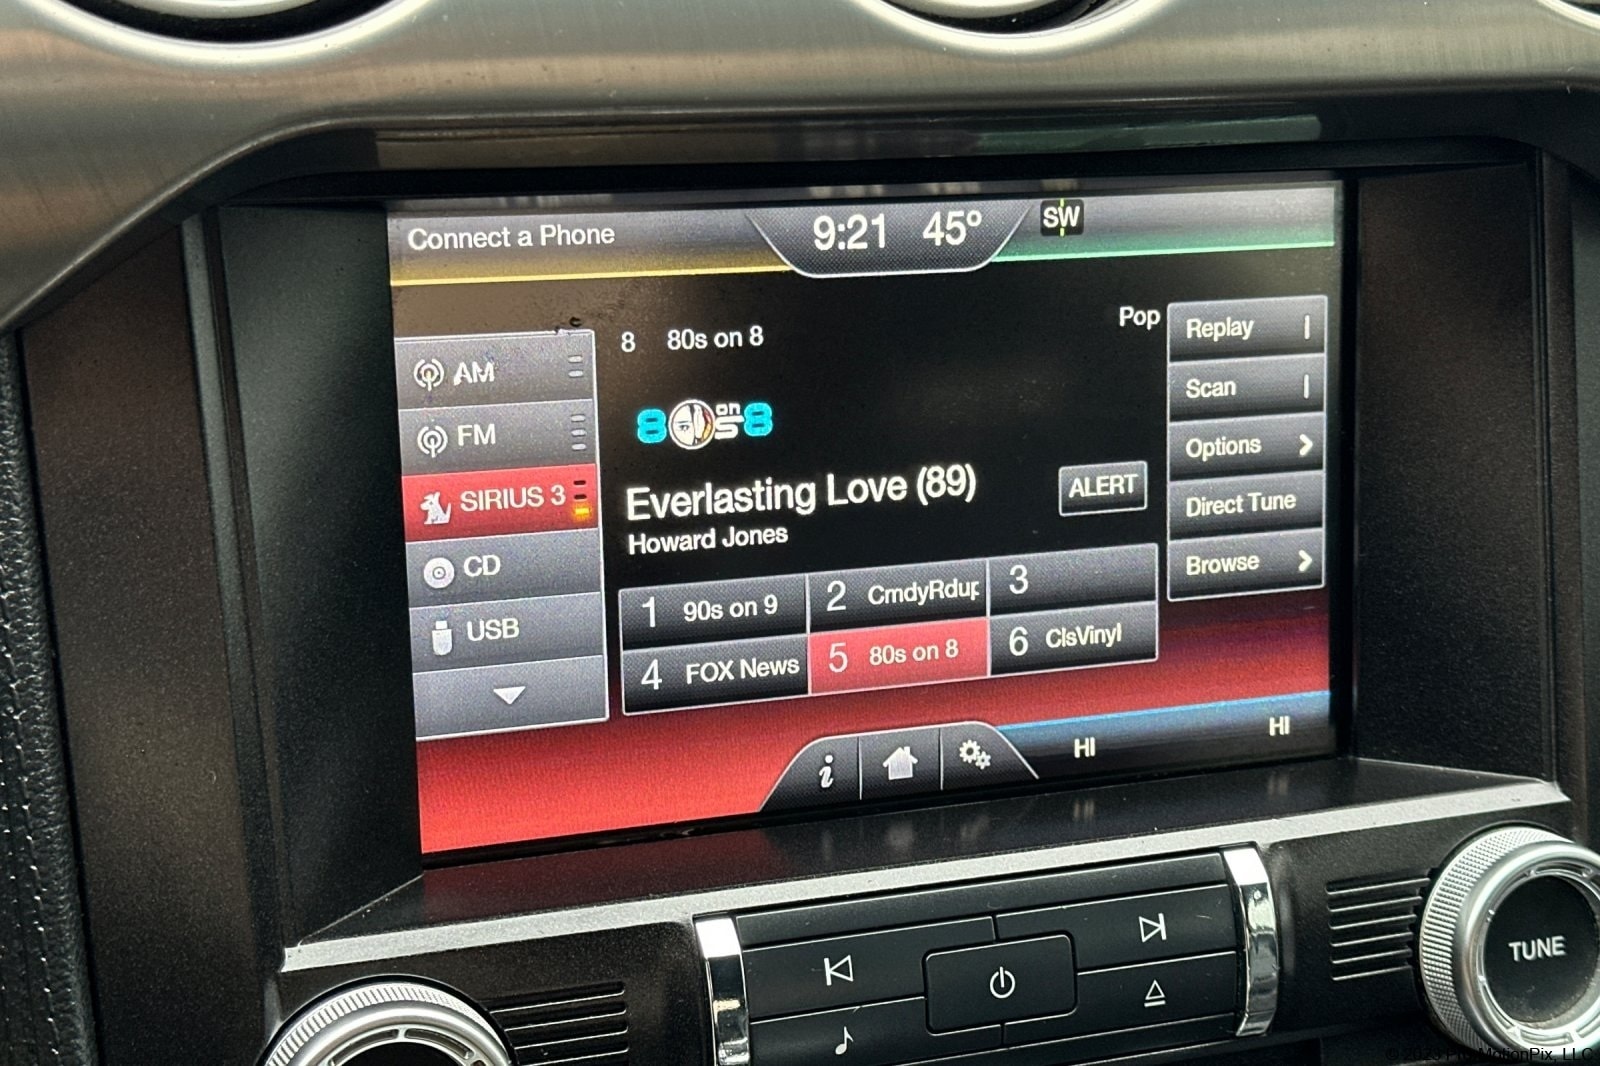 Connect a Phone
9:21 45°
SW
AM
FM
SIRIUS 3
CD
USB
8 80s on 8
Pop
80s on 8
Everlasting Love (89)
Howard Jones
ALERT
1 90s on 9
2 CmdyRdup
3
4 FOX News
5 80s on 8
6 ClsVinyl
Replay
Scan
Options
Direct Tune
Browse
i
HI
HI
TUNE